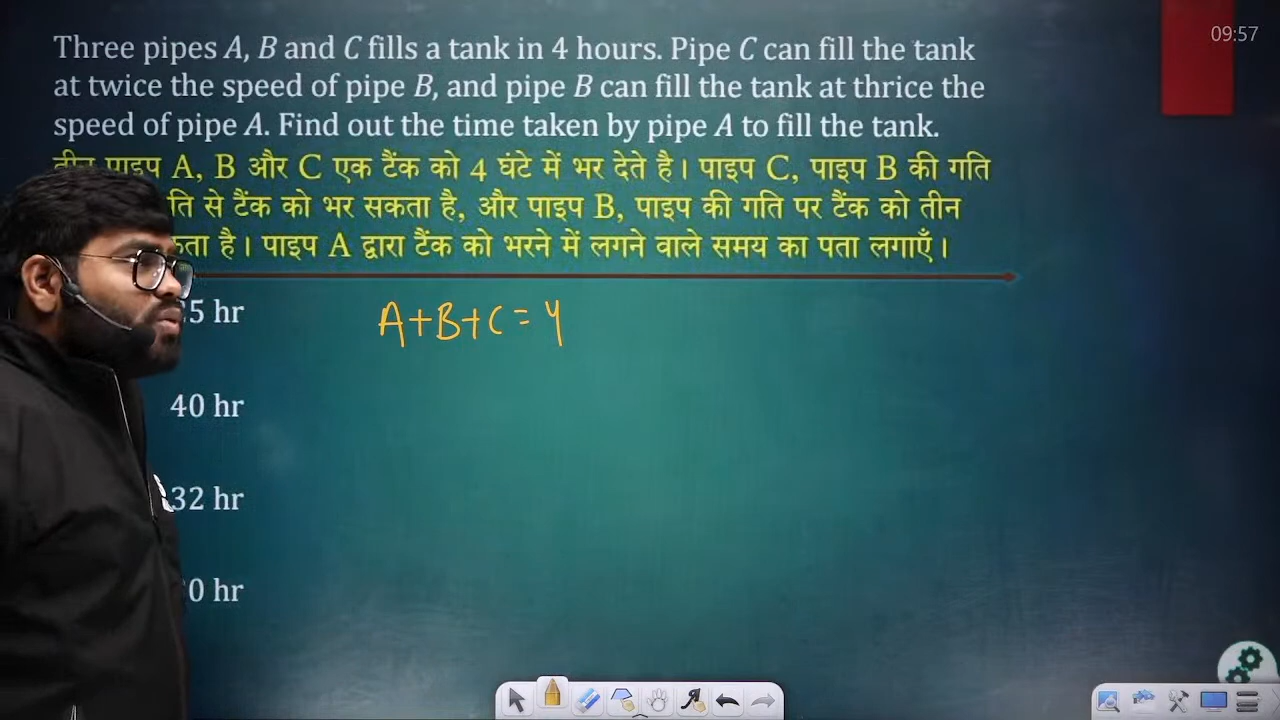 09:57
Three pipes A, B and C fills a tank in 4 hours. Pipe C can fill the tank
at twice the speed of pipe B, and pipe B can fill the tank at thrice the
speed of pipe A. Find out the time taken by pipe A to fill the tank.
तीन पाइप A, B और C एक टैंक को 4 घंटे में भर देते है। पाइप C, पाइप B की गति
से टैंक को भर सकता है, और पाइप B, पाइप की गति पर टैंक को तीन
है। पाइप A द्वारा टैंक को भरने में लगने वाले समय का पता लगाएँ।
5 hr
A+B+C = 4
40 hr
32 hr
0 hr